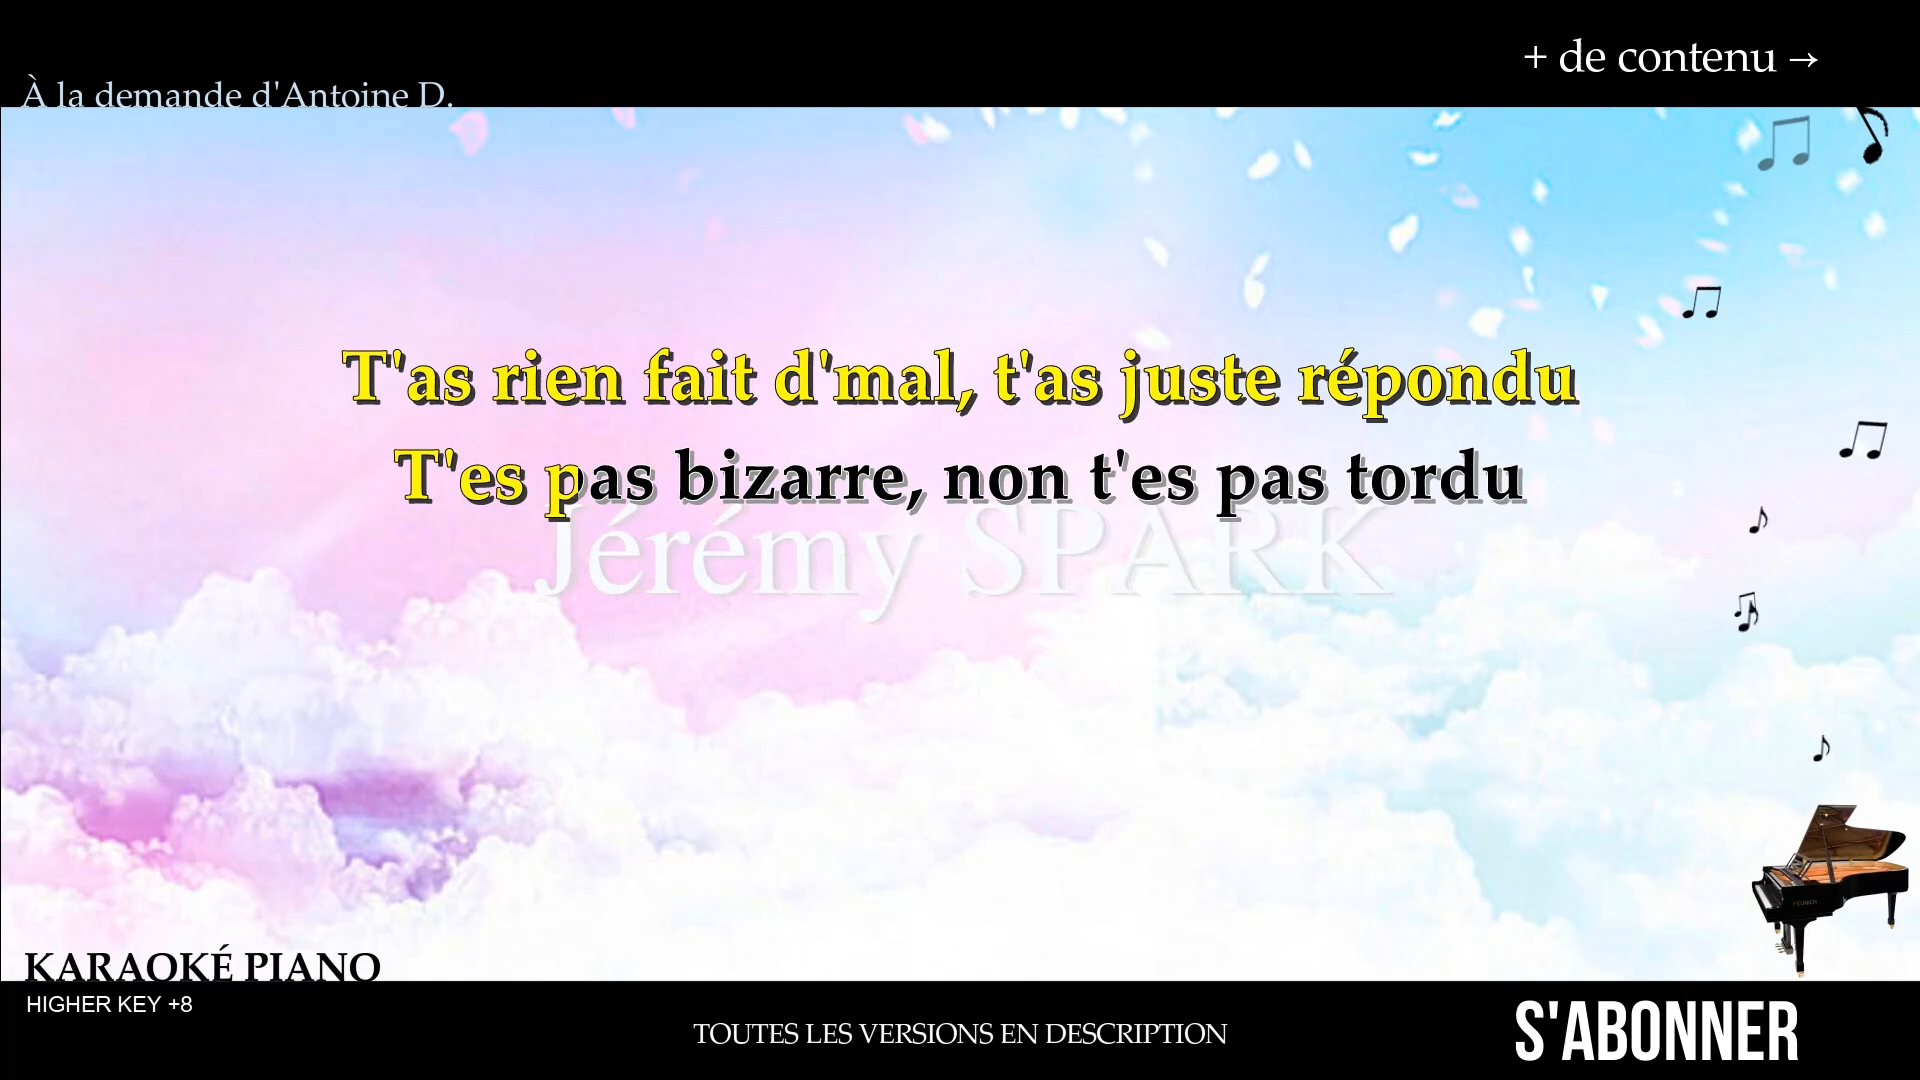 + de contenu →
À la demande d'Antoine D.
T'as rien fait d'mal, t'as juste répondu
T'es pas bizarre, non t'es pas tordu
Jérémy SPARK
KARAOKÉ PIANO
HIGHER KEY +8
TOUTES LES VERSIONS EN DESCRIPTION
S'ABONNER